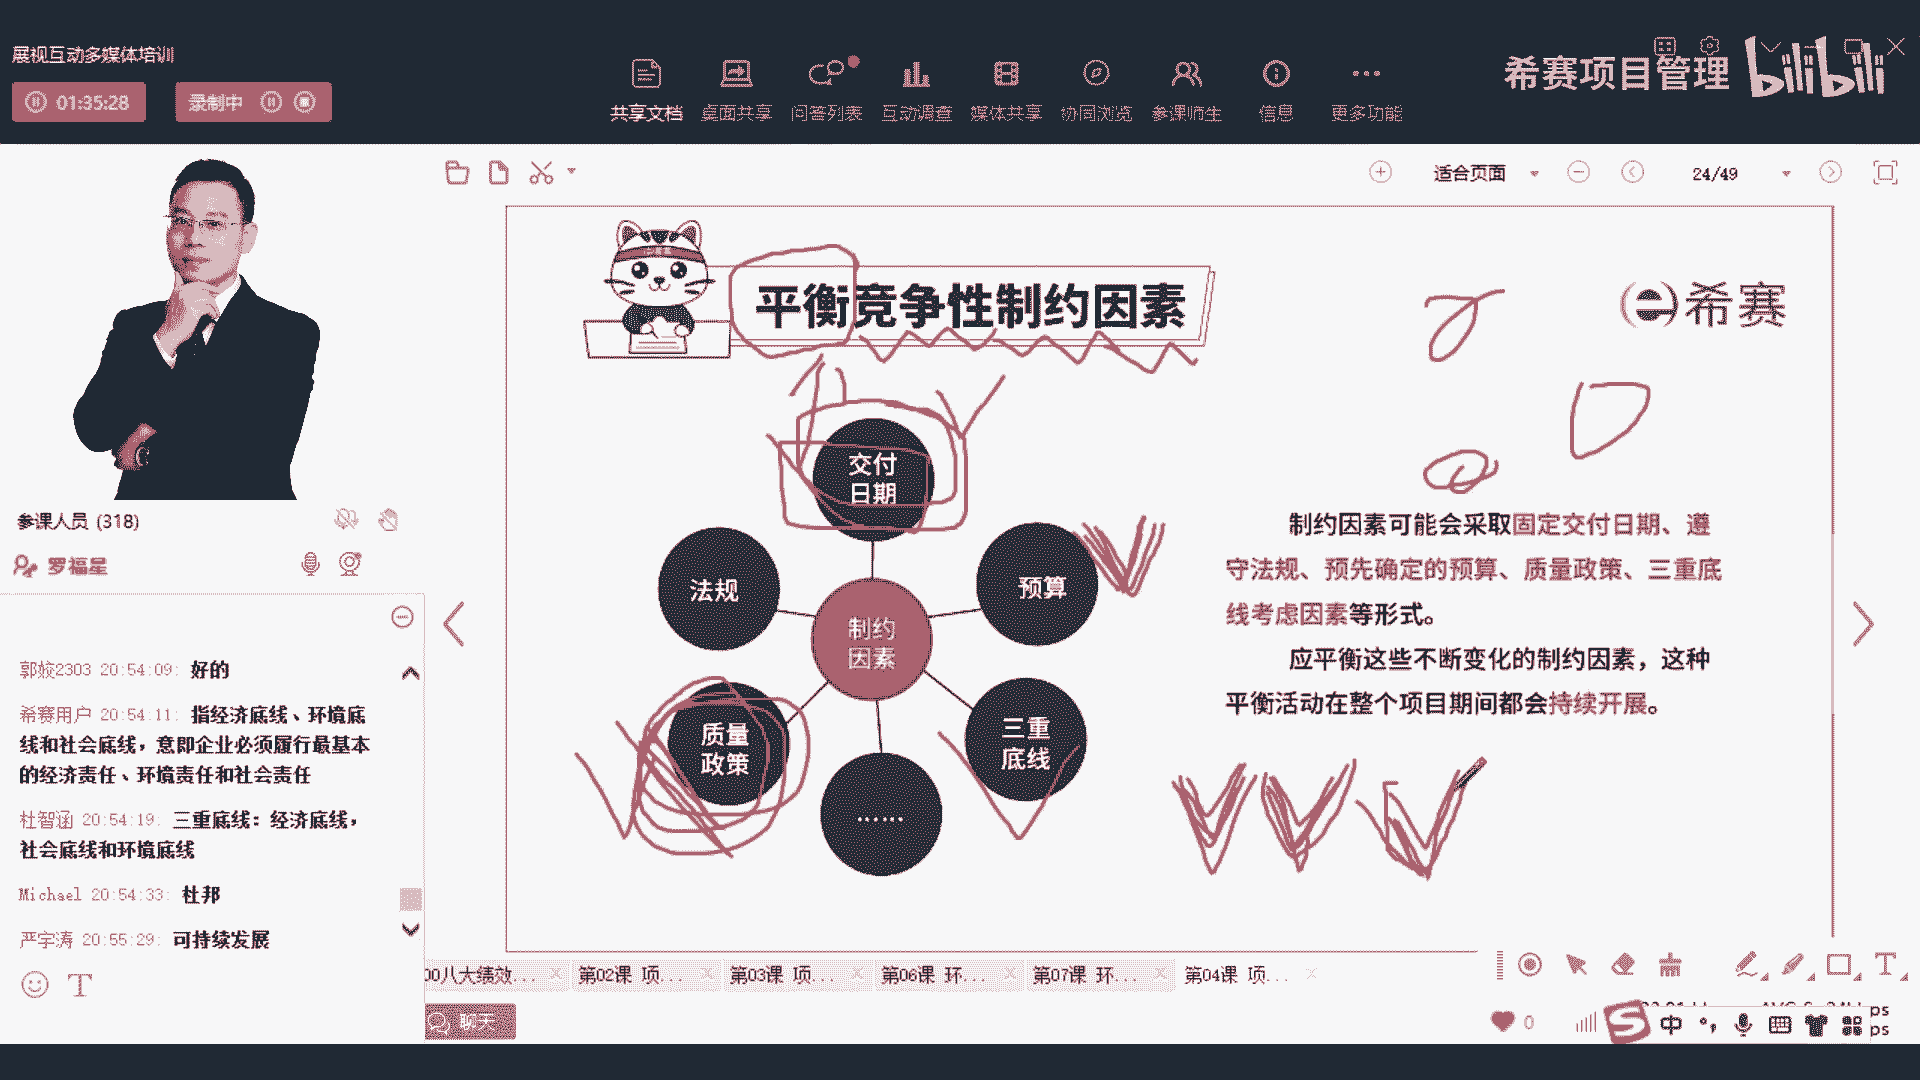 展视互动多媒体培训
01:35:28
录制中
共享文档
桌面共享
问答列表
互动调查
媒体共享
协同浏览
参课师生
信息
更多功能
希赛项目管理
bilibili
适合页面
24/49
平衡竞争性制约因素
希赛
交付
日期
法规
预算
制约
因素
质量
政策
三重
底线
……
制约因素可能会采取固定交付日期、遵
守法规、预先确定的预算、质量政策、三重底
线考虑因素等形式。
应平衡这些不断变化的制约因素，这种
平衡活动在整个项目期间都会持续开展。
参课人员 (318)
罗福星
郭姣2303 20:54:09: 好的
希赛用户 20:54:11: 指经济底线、环境底
线和社会底线，意即企业必须履行最基本
的经济责任、环境责任和社会责任
杜智涵 20:54:19: 三重底线：经济底线，
社会底线和环境底线
Michael 20:54:33: 杜邦
严宇涛 20:55:29: 可持续发展
00八大绩效...
第02课 项...
第03课 项...
第06课 环...
第07课 环...
第04课 项...
聊天
0
中
ps
ps